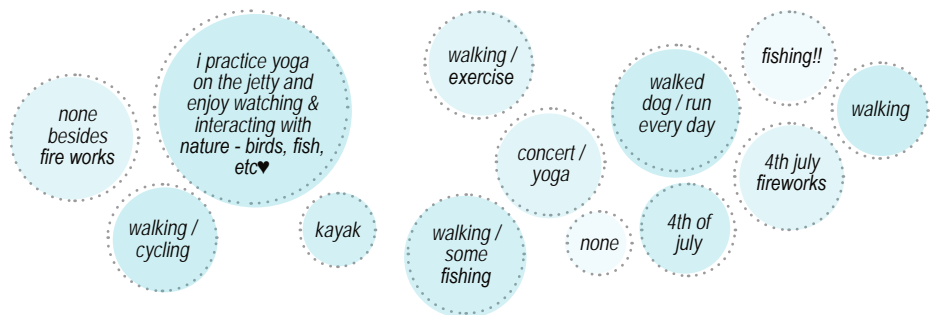 none
besides
fire works
i practice yoga
on the jetty and
enjoy watching &
interacting with
nature - birds, fish,
etc♥
walking /
cycling
kayak
walking /
exercise
walking /
some
fishing
concert /
yoga
none
walked
dog / run
every day
4th of
july
fishing!!
4th july
fireworks
walking